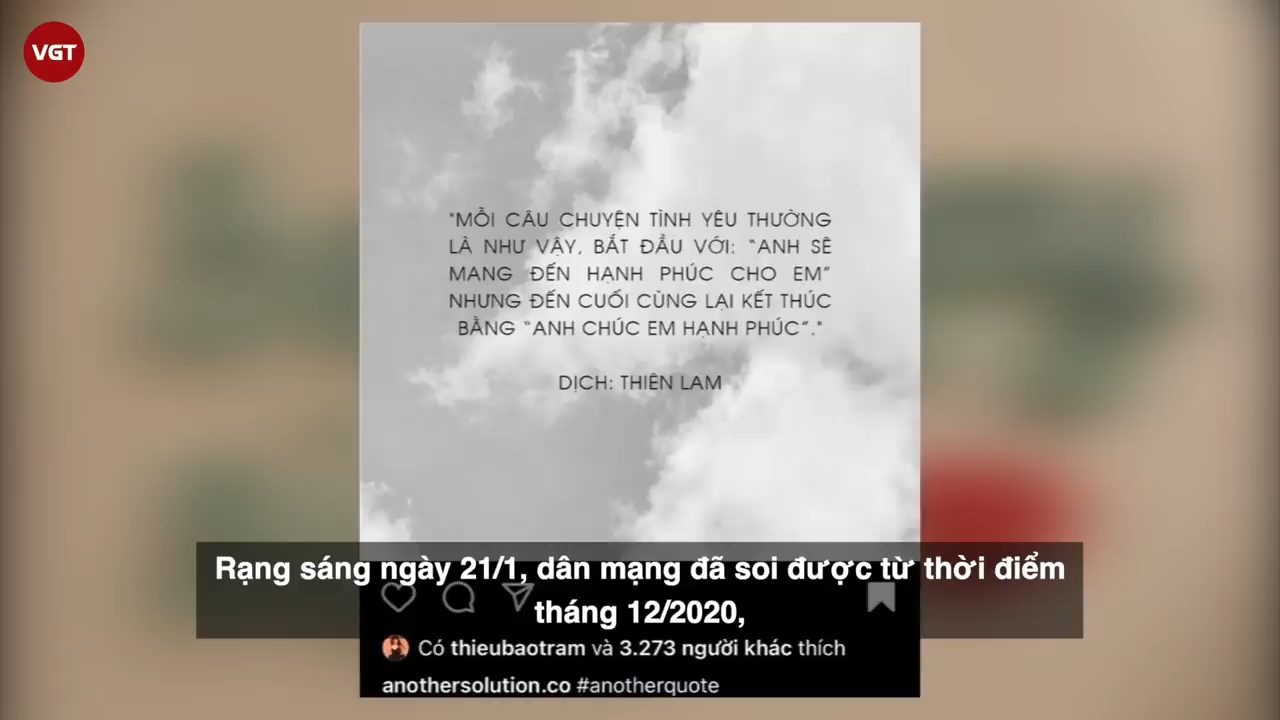 VGT
"MỖI CÂU CHUYỆN TÌNH YÊU THƯỜNG
LÀ NHƯ VẬY, BẮT ĐẦU VỚI: “ANH SẼ
MANG ĐẾN HẠNH PHÚC CHO EM”
NHƯNG ĐẾN CUỐI CÙNG LẠI KẾT THÚC
BẰNG “ANH CHÚC EM HẠNH PHÚC”."
DỊCH: THIÊN LAM
Rạng sáng ngày 21/1, dân mạng đã soi được từ thời điểm
tháng 12/2020,
Có thieubaotram và 3.273 người khác thích
anothersolution.co #anotherquote